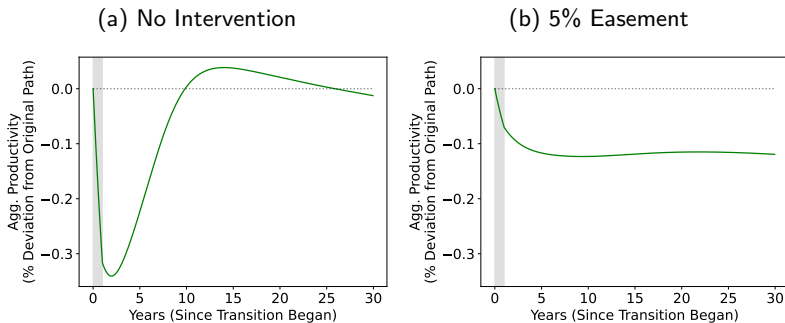 (a) No Intervention
Agg. Productivity
(% Deviation from Original Path)
0.0
−0.1
−0.2
−0.3
0 5 10 15 20 25 30
Years (Since Transition Began)
(b) 5% Easement
Agg. Productivity
(% Deviation from Original Path)
0.0
−0.1
−0.2
−0.3
0 5 10 15 20 25 30
Years (Since Transition Began)